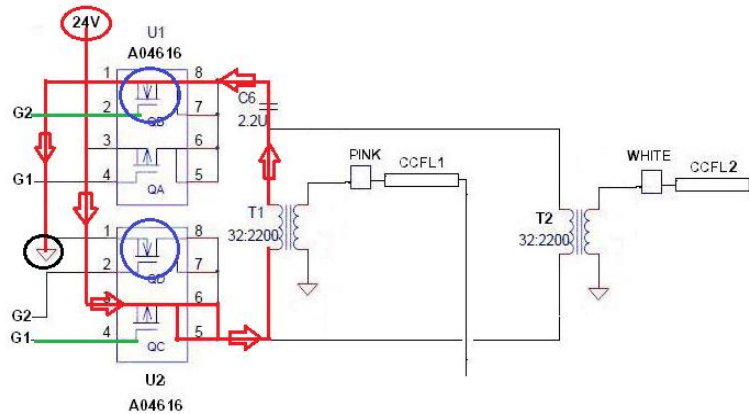 24V
U1
A04616
1
8
G2
2
QB
7
C6
2.2U
3
6
G1
4
QA
5
PINK
CCFL1
WHITE
CCFL2
T1
32:2200
T2
32:2200
1
8
2
QD
7
G2
3
6
G1
4
QC
5
U2
A04616